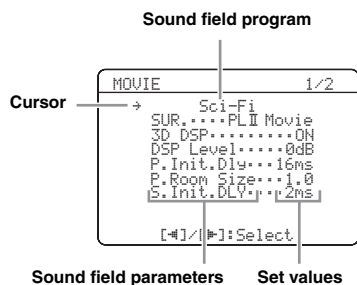 Sound field program
MOVIE 1/2
Cursor → Sci-Fi
SUR.····PLⅡ Movie
3D DSP·········ON
DSP Level·····0dB
P.Init.Dly···16ms
P.Room Size···1.0
S.Init.DLY····2ms
[◄]/[►]:Select
Sound field parameters Set values